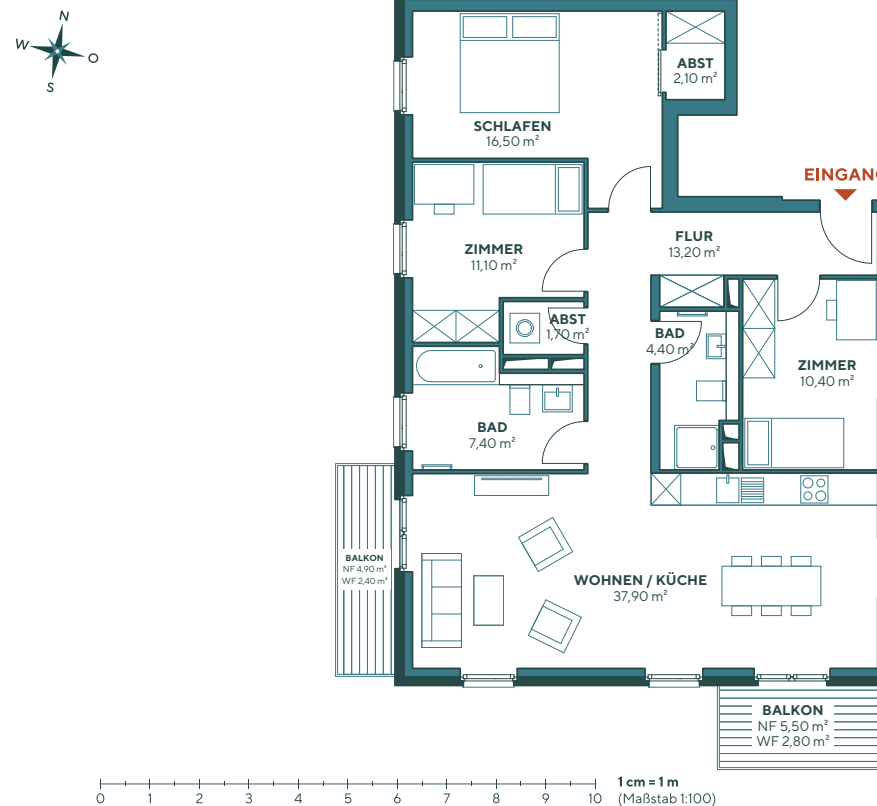 N
W
O
S
ABST
2,10 m²
SCHLAFEN
16,50 m²
EINGANG
FLUR
13,20 m²
ZIMMER
11,10 m²
ABST
1,70 m²
BAD
4,40 m²
ZIMMER
10,40 m²
BAD
7,40 m²
BALKON
NF 4,90 m²
WF 2,40 m²
WOHNEN / KÜCHE
37,90 m²
BALKON
NF 5,50 m²
WF 2,80 m²
0 1 2 3 4 5 6 7 8 9 10
1 cm = 1 m
(Maßstab 1:100)